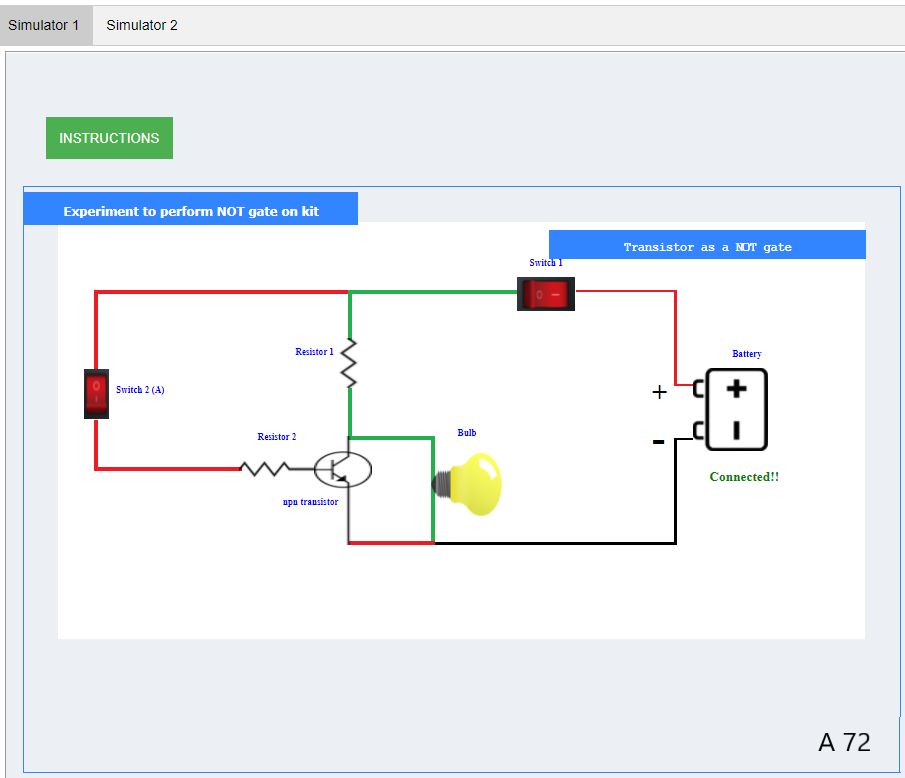 Simulator 1 Simulator 2
INSTRUCTIONS
Experiment to perform NOT gate on kit
Transistor as a NOT gate
Switch 1
Resistor 1
Battery
Switch 2 (A)
+
-
Resistor 2
Bulb
npn transistor
Connected!!
A 72